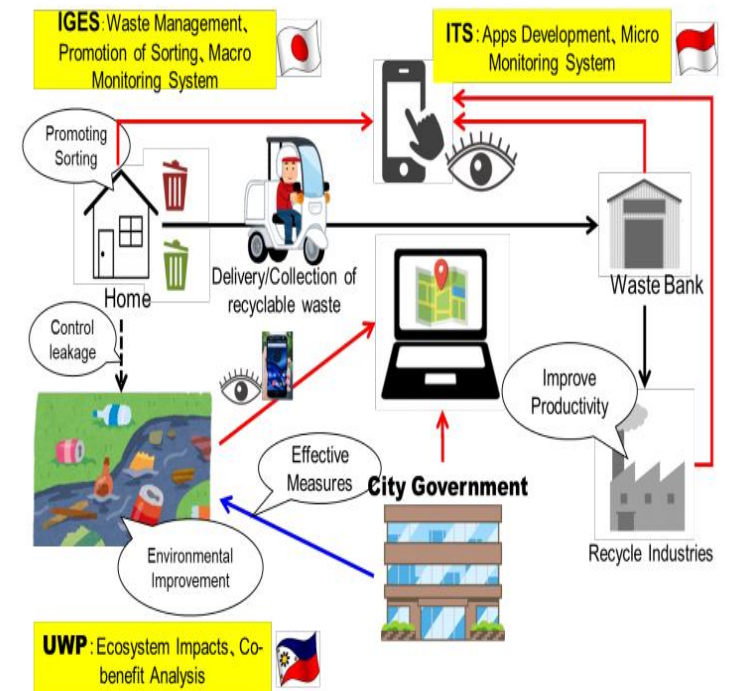 IGES:Waste Management、
Promotion of Sorting、Macro
Monitoring System
ITS:Apps Development、Micro
Monitoring System
Promoting
Sorting
Home
Delivery/Collection of
recyclable waste
Waste Bank
Control
leakage
Improve
Productivity
Effective
Measures
City Government
Environmental
Improvement
Recycle Industries
UWP:Ecosystem Impacts、Co-
benefit Analysis